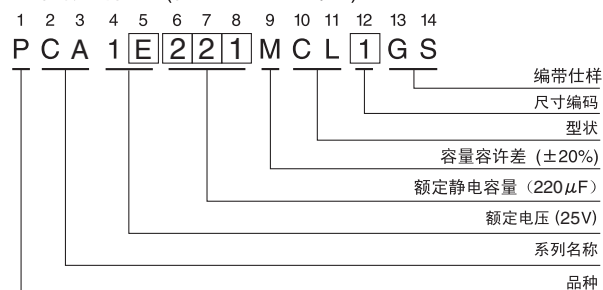 1 2 3 4 5 6 7 8 9 10 11 12 13 14
P C A 1 E 2 2 1 M C L 1 G S
编带仕样
尺寸编码
型状
容量容许差 (±20%)
额定静电容量（220μF）
额定电压 (25V)
系列名称
品种